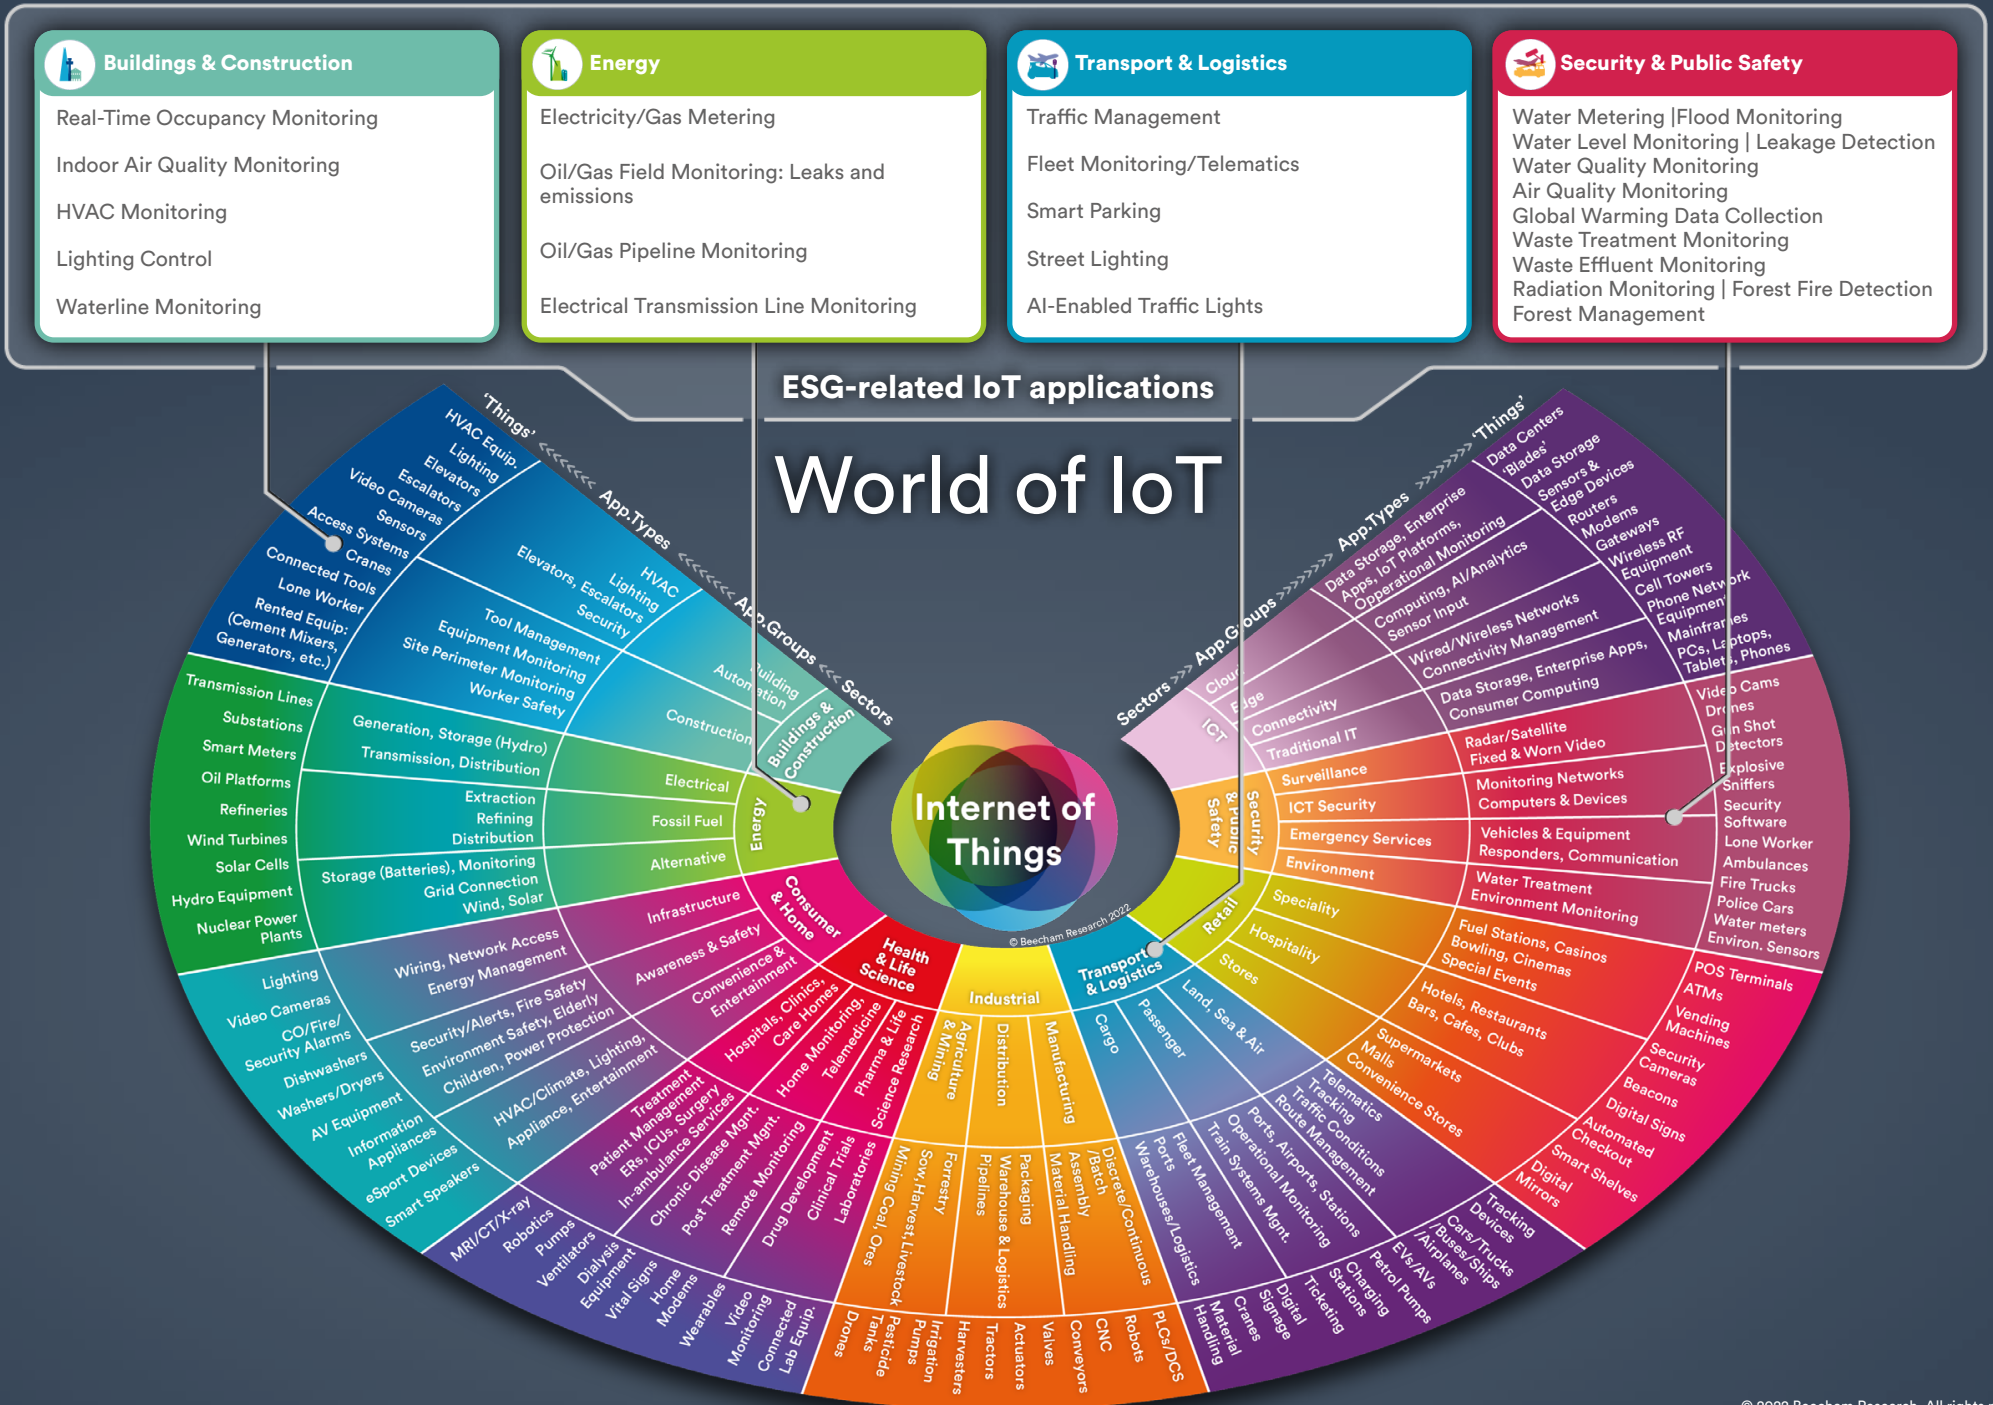 Buildings & Construction
Real-Time Occupancy Monitoring
Indoor Air Quality Monitoring
HVAC Monitoring
Lighting Control
Waterline Monitoring
Energy
Electricity/Gas Metering
Oil/Gas Field Monitoring: Leaks and
emissions
Oil/Gas Pipeline Monitoring
Electrical Transmission Line Monitoring
Transport & Logistics
Traffic Management
Fleet Monitoring/Telematics
Smart Parking
Street Lighting
AI-Enabled Traffic Lights
Security & Public Safety
Water Metering |Flood Monitoring
Water Level Monitoring | Leakage Detection
Water Quality Monitoring
Air Quality Monitoring
Global Warming Data Collection
Waste Treatment Monitoring
Waste Effluent Monitoring
Radiation Monitoring | Forest Fire Detection
Forest Management
ESG-related IoT applications
World of IoT
'Things' <<<<<< App.Types <<<<<< App.Groups <<< Sectors
Sectors >>> App.Groups >>>>>>> App.Types >>>>>>> 'Things'
Internet of
Things
© Beecham Research 2022
Buildings &
Construction
Building
Automation
Construction
HVAC
Lighting
Elevators, Escalators
Security
Tool Management
Equipment Monitoring
Site Perimeter Monitoring
Worker Safety
HVAC Equip.
Lighting
Elevators
Escalators
Video Cameras
Sensors
Access Systems
Cranes
Connected Tools
Lone Worker
Rented Equip:
(Cement Mixers,
Generators, etc.)
Energy
Electrical
Fossil Fuel
Alternative
Generation, Storage (Hydro)
Transmission, Distribution
Extraction
Refining
Distribution
Storage (Batteries), Monitoring
Grid Connection
Wind, Solar
Transmission Lines
Substations
Smart Meters
Oil Platforms
Refineries
Wind Turbines
Solar Cells
Hydro Equipment
Nuclear Power
Plants
Consumer
& Home
Infrastructure
Awareness & Safety
Convenience &
Entertainment
Wiring, Network Access
Energy Management
Security/Alerts, Fire Safety
Environment Safety, Elderly
Children, Power Protection
HVAC/Climate, Lighting,
Appliance, Entertainment
Lighting
Video Cameras
CO/Fire/
Security Alarms
Dishwashers
Washers/Dryers
AV Equipment
Information
Appliances
eSport Devices
Smart Speakers
Health
& Life
Science
Hospitals, Clinics,
Care Homes
Home Monitoring,
Telemedicine
Pharma & Life
Science Research
Treatment
Patient Management
ERs, ICUs, Surgery
In-ambulance Services
Chronic Disease Mgnt.
Post Treatment Mgnt.
Remote Monitoring
Drug Development
Clinical Trials
Laboratories
MRI/CT/X-ray
Robotics
Pumps
Ventilators
Dialysis
Equipment
Vital Signs
Home
Modems
Wearables
Video
Monitoring
Connected
Lab Equip.
Industrial
Agriculture
& Mining
Distribution
Manufacturing
Forrestry
Sow,Harvest,Livestock
Mining Coal, Ores
Packaging
Warehouse & Logistics
Pipelines
Discrete/Continuous
/Batch
Assembly
Material Handling
Drones
Pesticide
Tanks
Irrigation
Pumps
Harvesters
Tractors
Actuators
Valves
Conveyors
CNC
Robots
PLCs/DCS
Transport
& Logistics
Cargo
Passenger
Land, Sea & Air
Fleet Management
Ports
Warehouses/Logistics
Ports, Airports, Stations
Operational Monitoring
Train Systems Mgnt.
Telematics
Tracking
Traffic Conditions
Route Management
Material
Handling
Cranes
Digital
Signage
Ticketing
Charging
Stations
Petrol Pumps
EVs/AVs
Cars/Trucks
/Buses/Ships
/Airplanes
Tracking
Devices
Retail
Speciality
Hospitality
Stores
Fuel Stations, Casinos
Bowling, Cinemas
Special Events
Hotels, Restaurants
Bars, Cafes, Clubs
Supermarkets
Malls
Convenience Stores
POS Terminals
ATMs
Vending
Machines
Security
Cameras
Beacons
Digital Signs
Automated
Checkout
Smart Shelves
Digital
Mirrors
Security
& Public
Safety
Surveillance
ICT Security
Emergency Services
Environment
Radar/Satellite
Fixed & Worn Video
Monitoring Networks
Computers & Devices
Vehicles & Equipment
Responders, Communication
Water Treatment
Environment Monitoring
Video Cams
Drones
Gun Shot
Detectors
Explosive
Sniffers
Security
Software
Lone Worker
Ambulances
Fire Trucks
Police Cars
Water meters
Environ. Sensors
ICT
Cloud
Edge
Connectivity
Traditional IT
Data Storage, Enterprise
Apps, IoT Platforms,
Opperational Monitoring
Computing, AI/Analytics
Sensor Input
Wired/Wireless Networks
Connectivity Management
Data Storage, Enterprise Apps,
Consumer Computing
Data Centers
'Blades'
Data Storage
Sensors &
Edge Devices
Routers
Modems
Gateways
Wireless RF
Equipment
Cell Towers
Phone Network
Equipment
Mainframes
PCs, Laptops,
Tablets, Phones